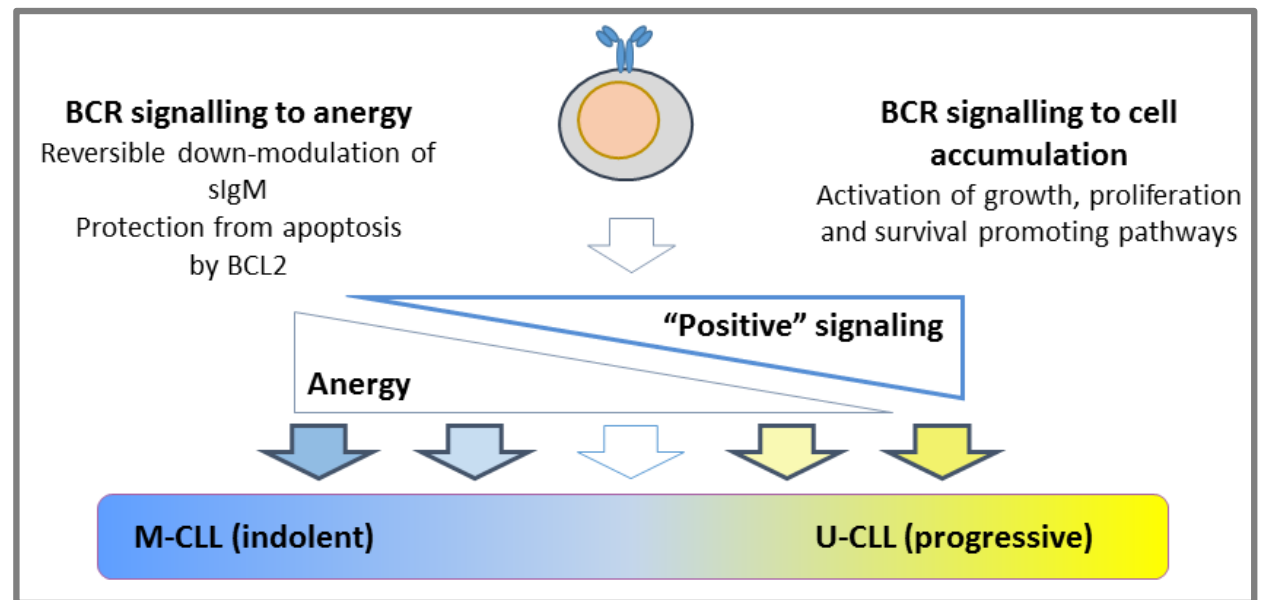 BCR signalling to anergy
Reversible down-modulation of
sIgM
Protection from apoptosis
by BCL2
BCR signalling to cell
accumulation
Activation of growth, proliferation
and survival promoting pathways
“Positive” signaling
Anergy
M-CLL (indolent)
U-CLL (progressive)